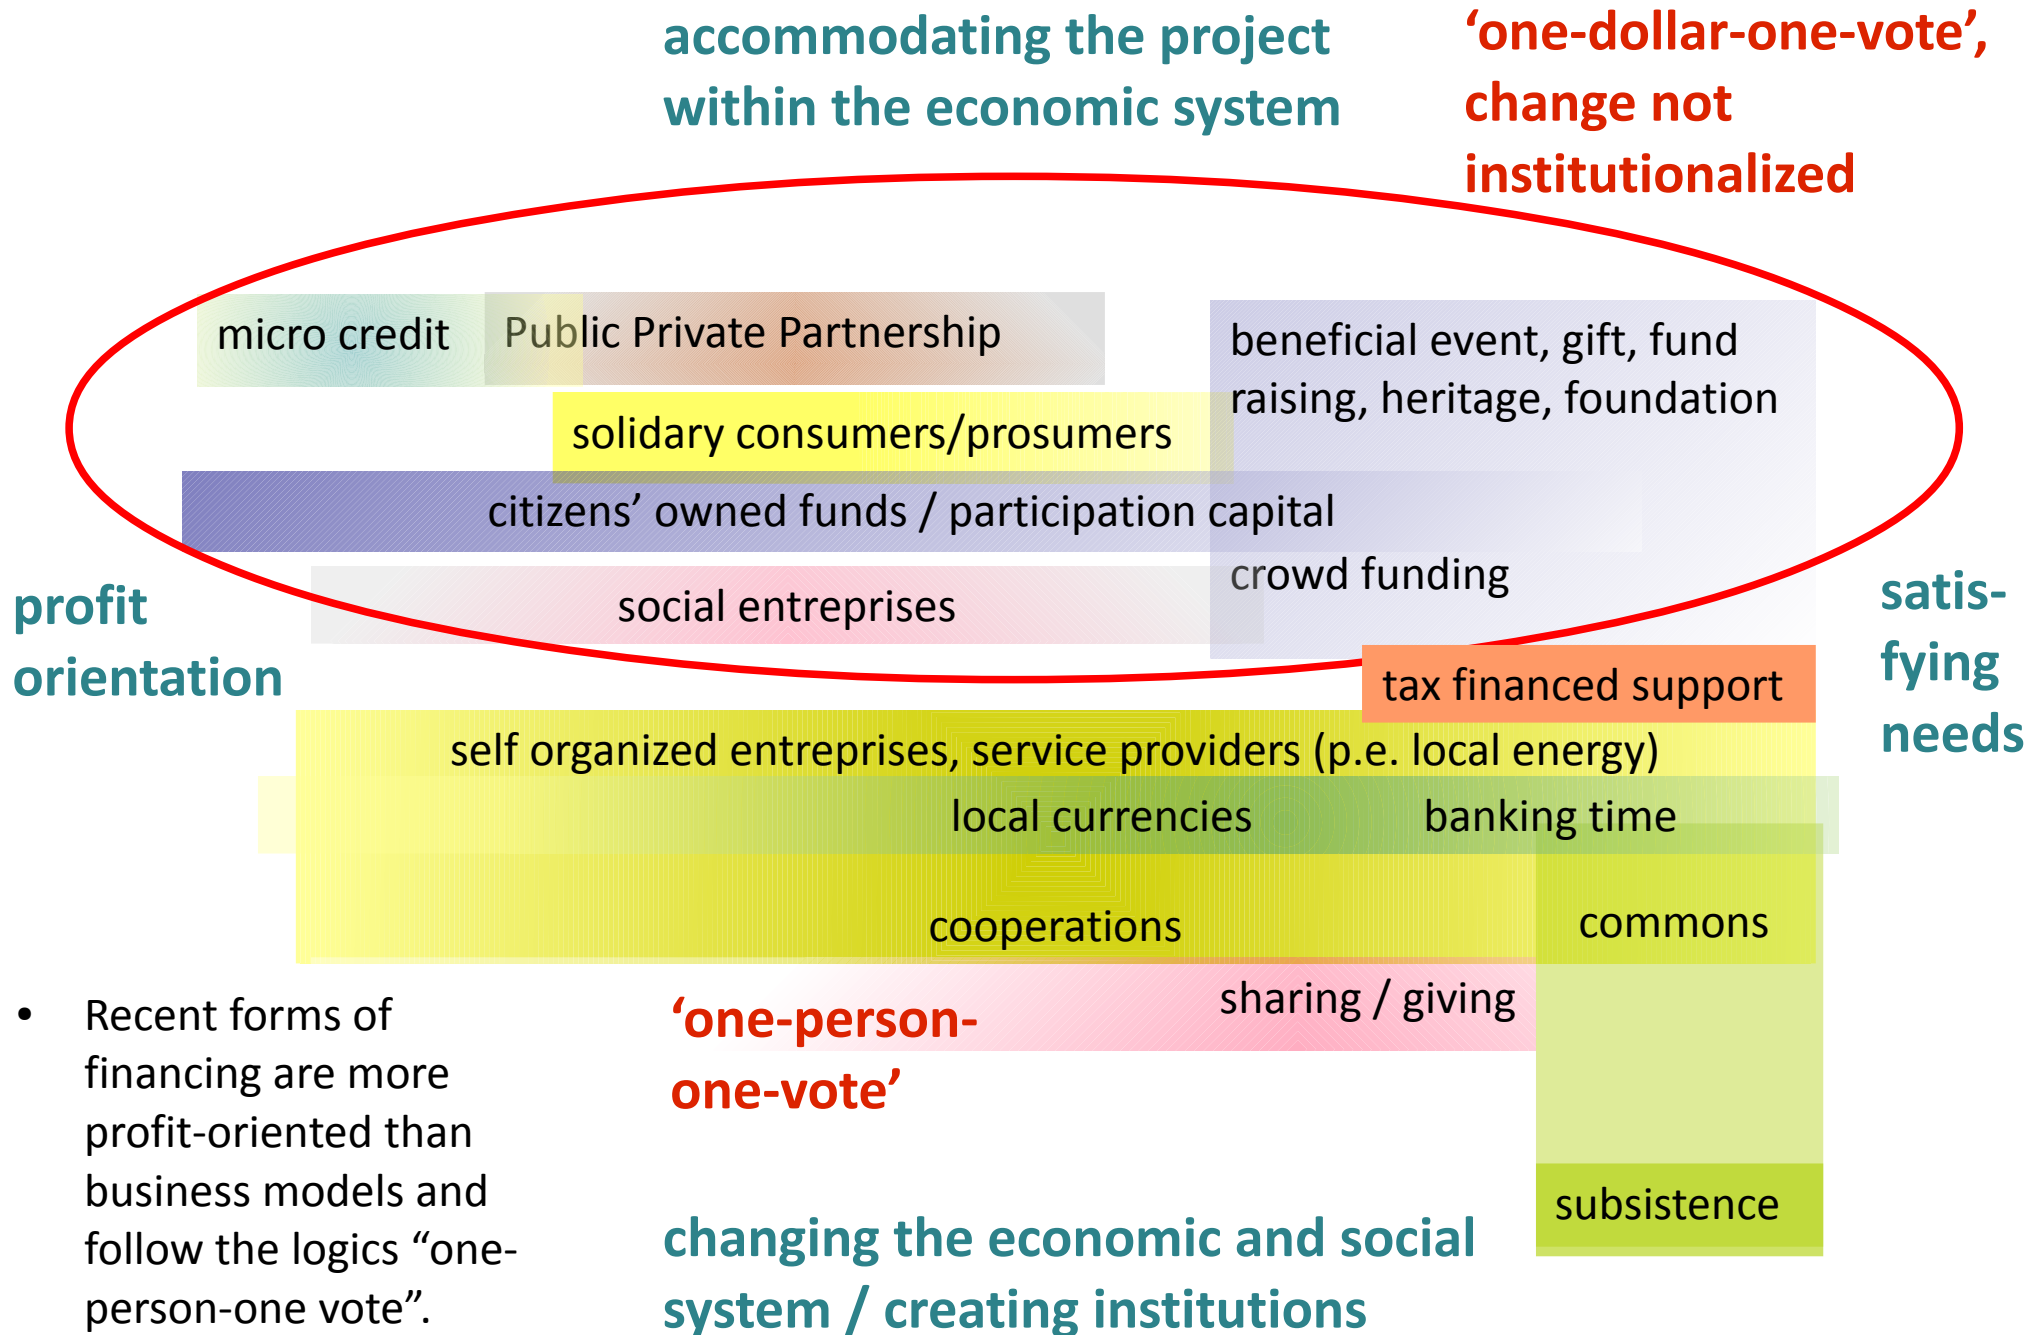 accommodating the project
within the economic system
‘one-dollar-one-vote’,
change not
institutionalized
micro credit
Public Private Partnership
beneficial event, gift, fund
raising, heritage, foundation
solidary consumers/prosumers
citizens’ owned funds / participation capital
crowd funding
social entreprises
profit
orientation
satis-
fying
needs
tax financed support
self organized entreprises, service providers (p.e. local energy)
local currencies
banking time
cooperations
commons
sharing / giving
‘one-person-
one-vote’
• Recent forms of
financing are more
profit-oriented than
business models and
follow the logics “one-
person-one vote”.
subsistence
changing the economic and social
system / creating institutions